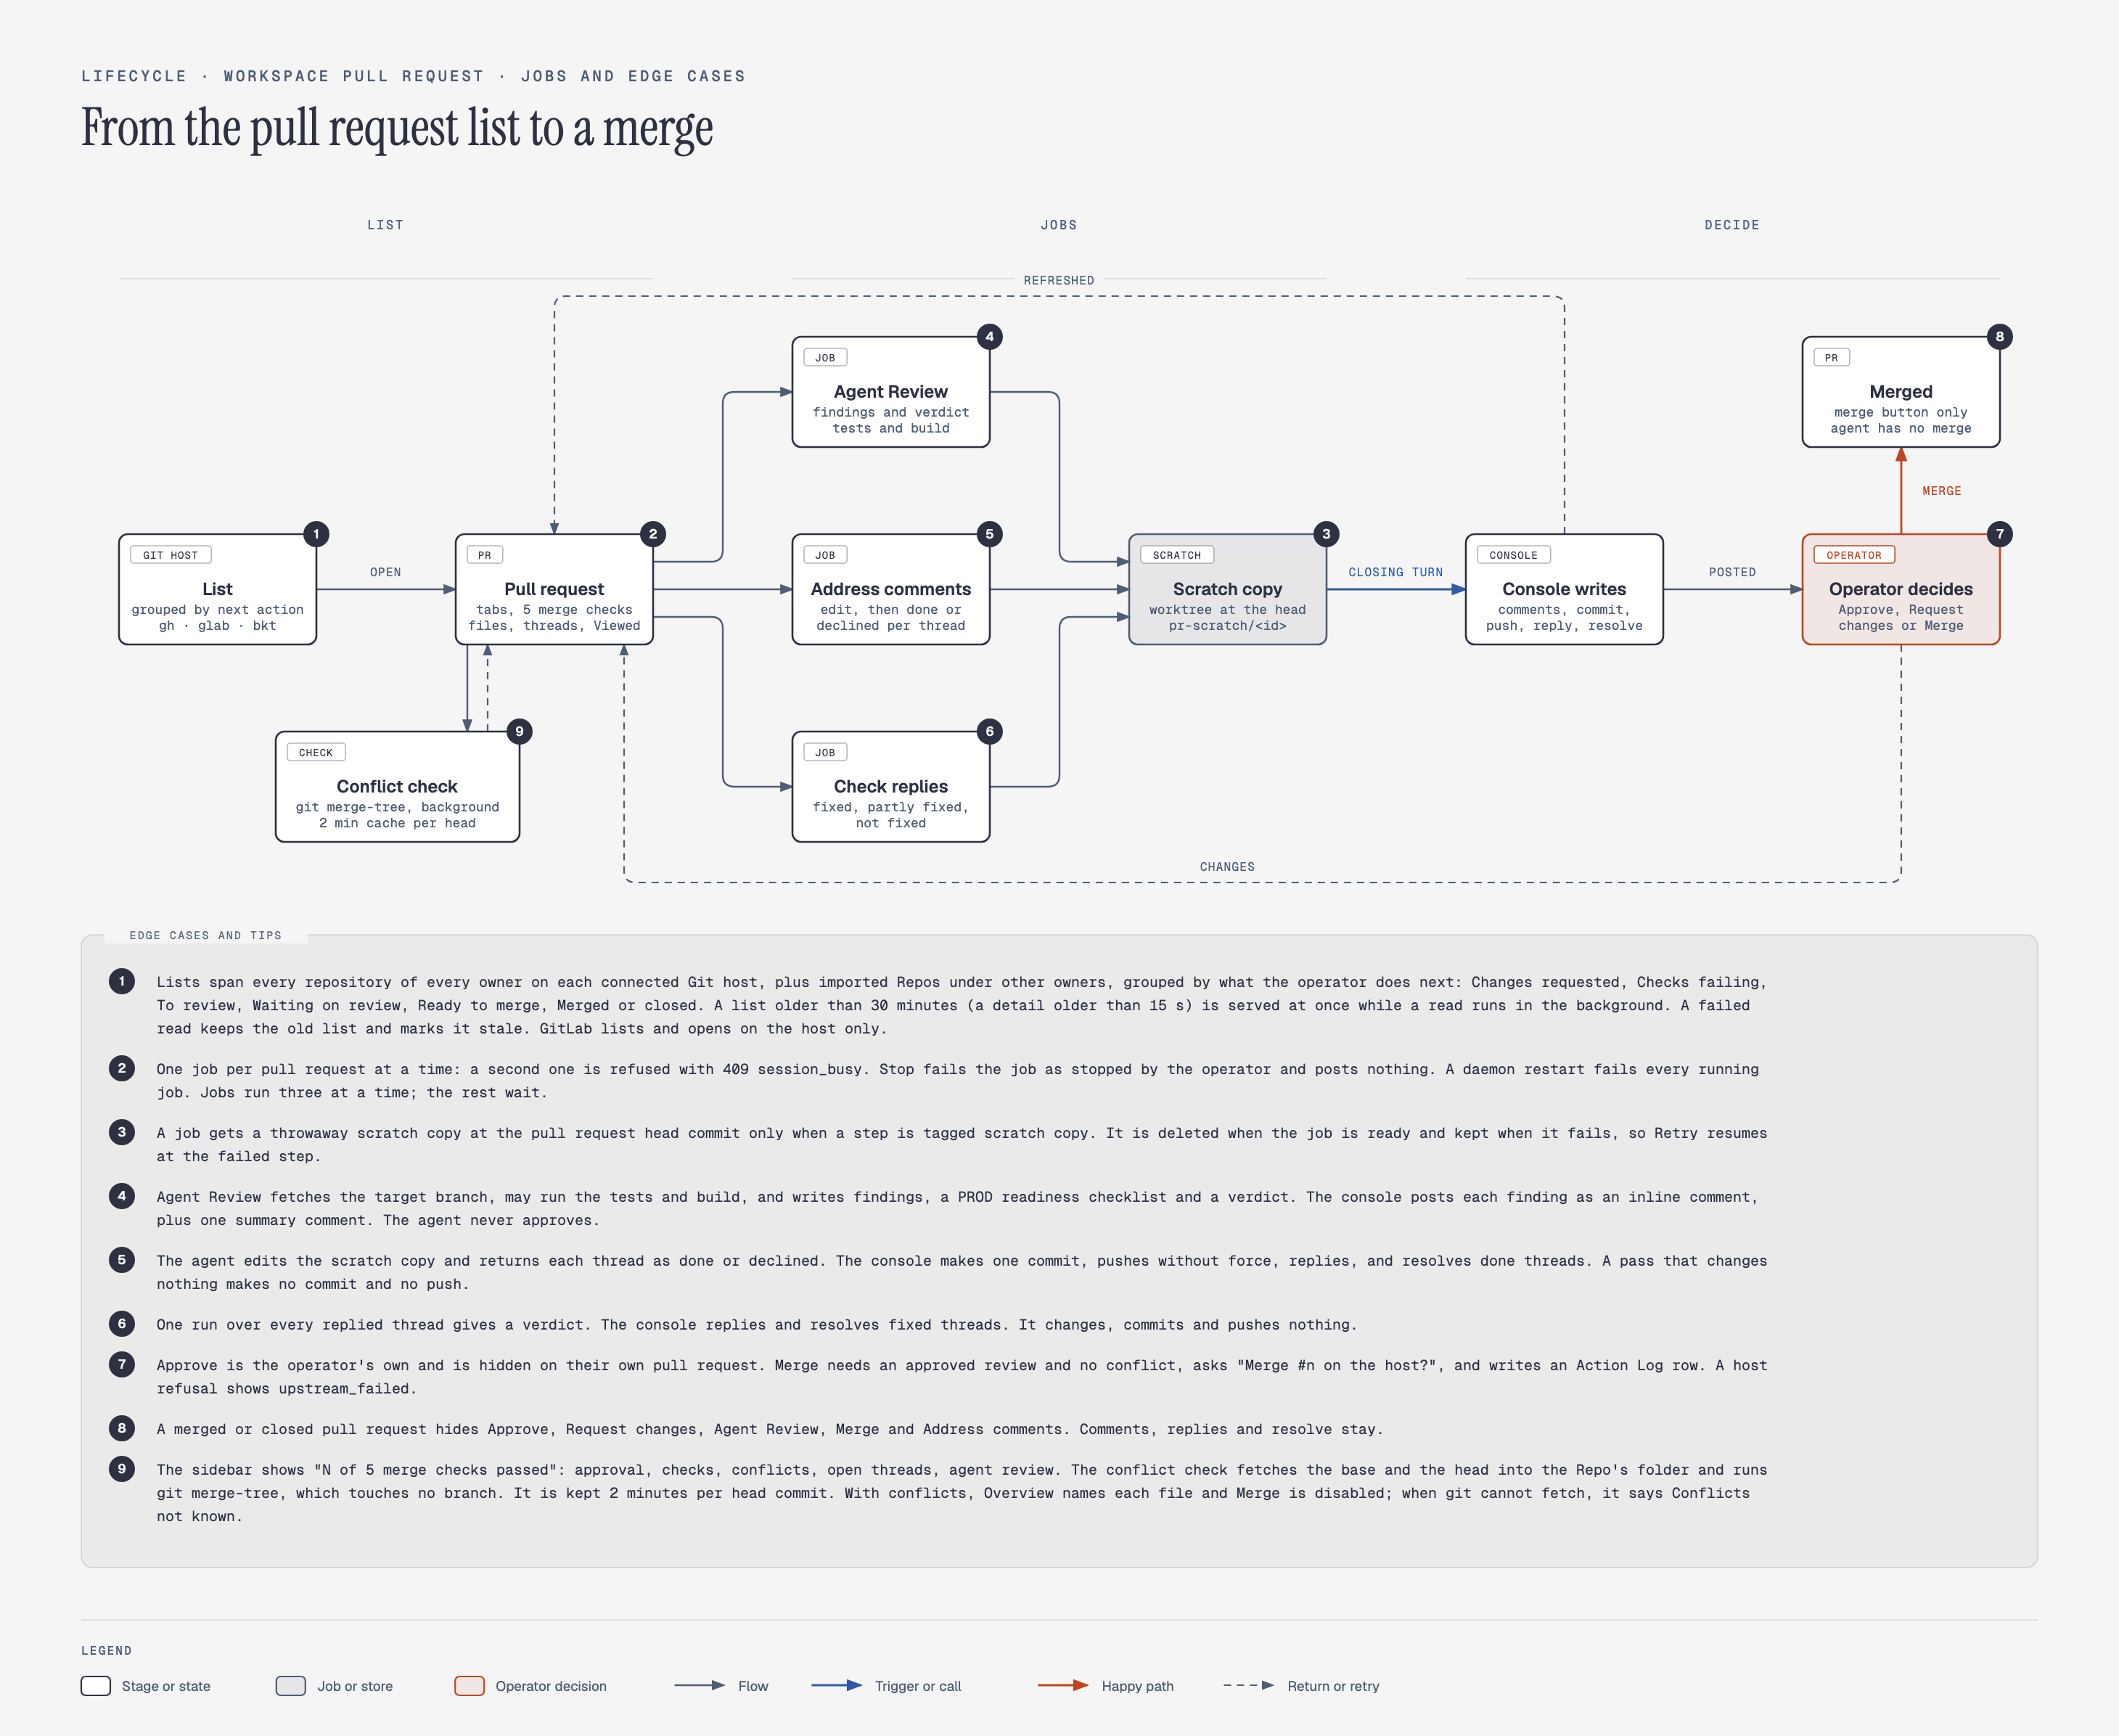 LIFECYCLE · WORKSPACE PULL REQUEST · JOBS AND EDGE CASES
From the pull request list to a merge
LIST
JOBS
DECIDE
REFRESHED
4
JOB
Agent Review
findings and verdict
tests and build
8
PR
Merged
merge button only
agent has no merge
MERGE
1
GIT HOST
List
grouped by next action
gh · glab · bkt
OPEN
2
PR
Pull request
tabs, 5 merge checks
files, threads, Viewed
5
JOB
Address comments
edit, then done or
declined per thread
3
SCRATCH
Scratch copy
worktree at the head
pr-scratch/<id>
CLOSING TURN
CONSOLE
Console writes
comments, commit,
push, reply, resolve
POSTED
7
OPERATOR
Operator decides
Approve, Request
changes or Merge
9
CHECK
Conflict check
git merge-tree, background
2 min cache per head
6
JOB
Check replies
fixed, partly fixed,
not fixed
CHANGES
EDGE CASES AND TIPS
1 Lists span every repository of every owner on each connected Git host, plus imported Repos under other owners, grouped by what the operator does next: Changes requested, Checks failing,
To review, Waiting on review, Ready to merge, Merged or closed. A list older than 30 minutes (a detail older than 15 s) is served at once while a read runs in the background. A failed
read keeps the old list and marks it stale. GitLab lists and opens on the host only.
2 One job per pull request at a time: a second one is refused with 409 session_busy. Stop fails the job as stopped by the operator and posts nothing. A daemon restart fails every running
job. Jobs run three at a time; the rest wait.
3 A job gets a throwaway scratch copy at the pull request head commit only when a step is tagged scratch copy. It is deleted when the job is ready and kept when it fails, so Retry resumes
at the failed step.
4 Agent Review fetches the target branch, may run the tests and build, and writes findings, a PROD readiness checklist and a verdict. The console posts each finding as an inline comment,
plus one summary comment. The agent never approves.
5 The agent edits the scratch copy and returns each thread as done or declined. The console makes one commit, pushes without force, replies, and resolves done threads. A pass that changes
nothing makes no commit and no push.
6 One run over every replied thread gives a verdict. The console replies and resolves fixed threads. It changes, commits and pushes nothing.
7 Approve is the operator's own and is hidden on their own pull request. Merge needs an approved review and no conflict, asks "Merge #n on the host?", and writes an Action Log row. A host
refusal shows upstream_failed.
8 A merged or closed pull request hides Approve, Request changes, Agent Review, Merge and Address comments. Comments, replies and resolve stay.
9 The sidebar shows "N of 5 merge checks passed": approval, checks, conflicts, open threads, agent review. The conflict check fetches the base and the head into the Repo's folder and runs
git merge-tree, which touches no branch. It is kept 2 minutes per head commit. With conflicts, Overview names each file and Merge is disabled; when git cannot fetch, it says Conflicts
not known.
LEGEND
Stage or state
Job or store
Operator decision
Flow
Trigger or call
Happy path
Return or retry